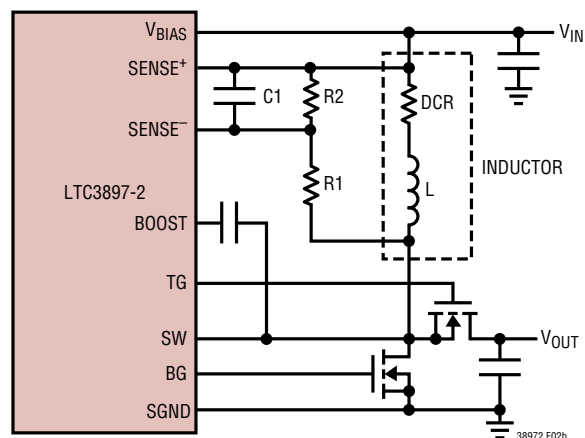 VBIAS
VIN
SENSE+
C1
R2
DCR
SENSE–
INDUCTOR
LTC3897-2
R1
L
BOOST
TG
SW
VOUT
BG
SGND
38972 F02b